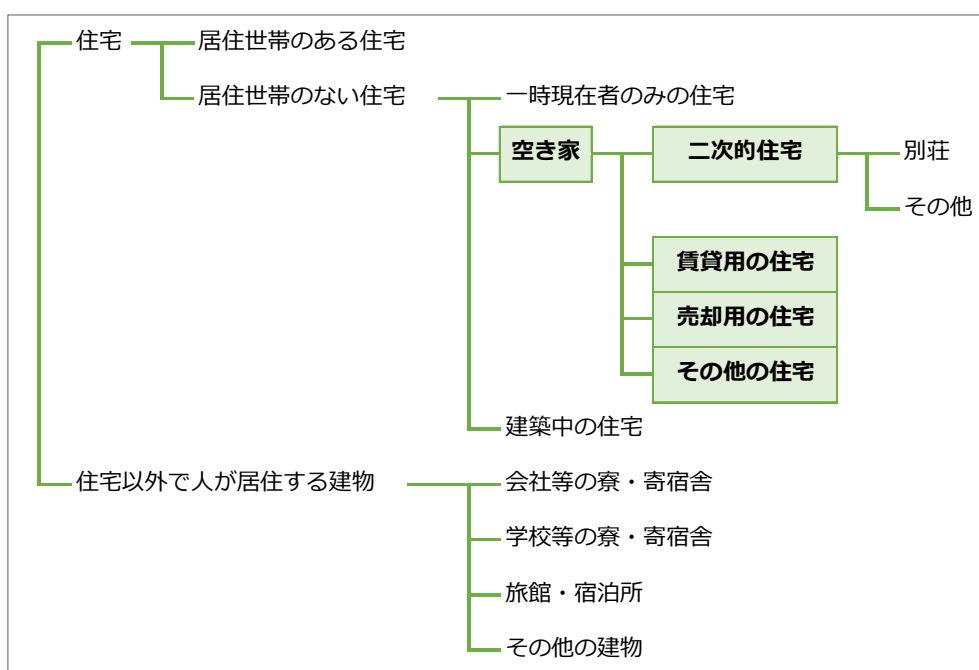 住宅
居住世帯のある住宅
居住世帯のない住宅
一時現在者のみの住宅
空き家
二次的住宅
別荘
その他
賃貸用の住宅
売却用の住宅
その他の住宅
建築中の住宅
住宅以外で人が居住する建物
会社等の寮・寄宿舎
学校等の寮・寄宿舎
旅館・宿泊所
その他の建物